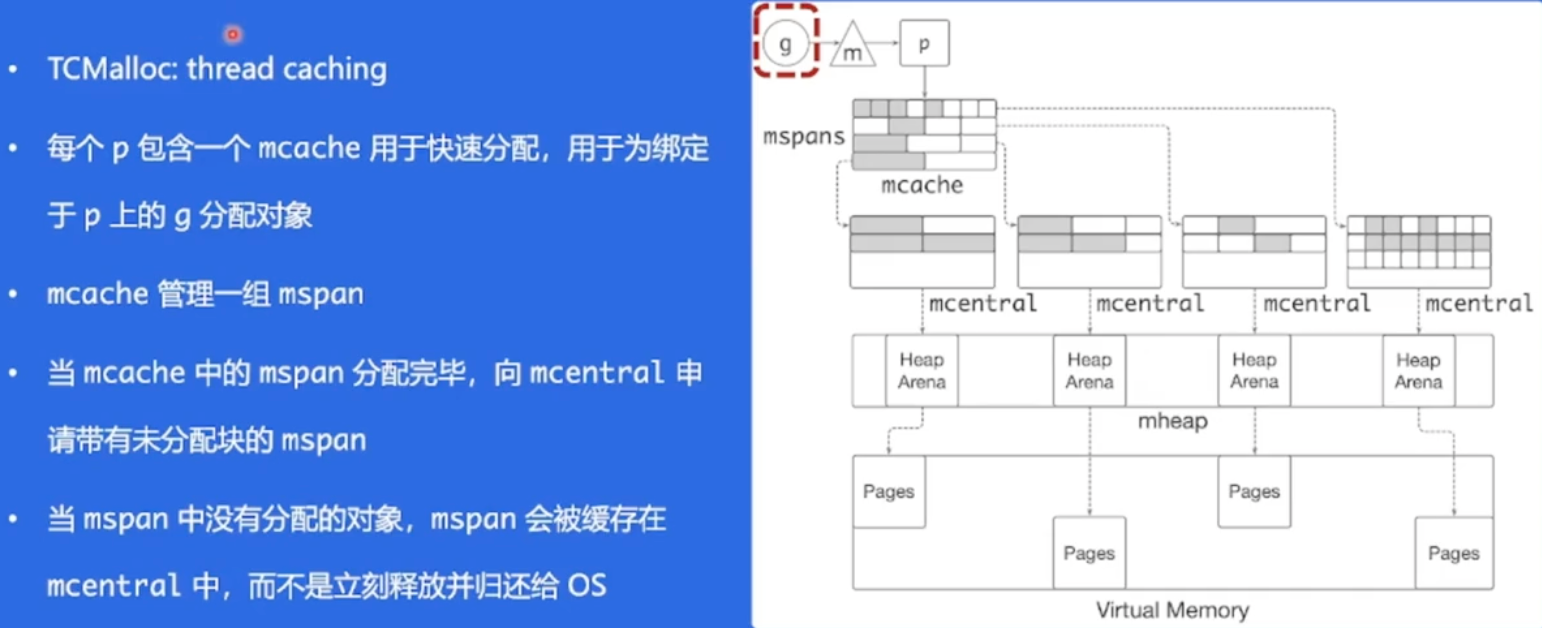 • TCMalloc: thread caching
• 每个 p 包含一个 mcache 用于快速分配，用于为绑定
于 p 上的 g 分配对象
• mcache 管理一组 mspan
• 当 mcache 中的 mspan 分配完毕，向 mcentral 申
请带有未分配块的 mspan
• 当 mspan 中没有分配的对象，mspan 会被缓存在
mcentral 中，而不是立刻释放并归还给 OS
g
m
p
mspans
mcache
mcentral
mcentral
mcentral
mcentral
Heap
Arena
Heap
Arena
Heap
Arena
Heap
Arena
mheap
Pages
Pages
Pages
Pages
Virtual Memory